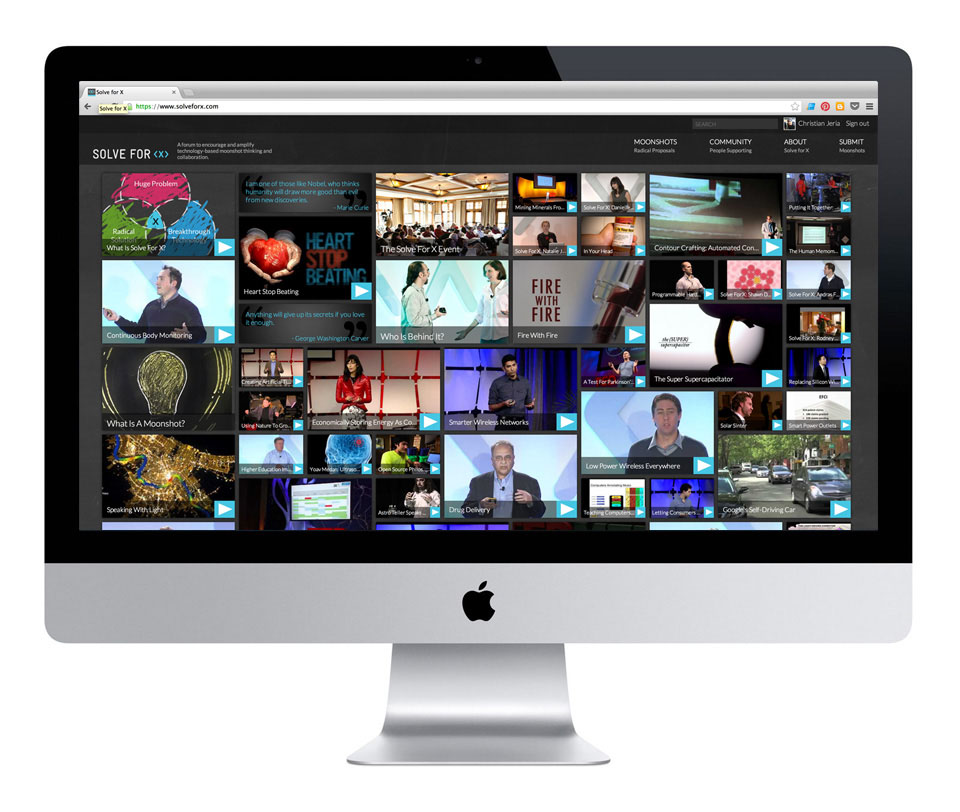 Solve for X
Solve for X
https://www.solveforx.com
SEARCH
Christian Jeria
Sign out
SOLVE FOR <X>
A forum to encourage and amplify
technology-based moonshot thinking and
collaboration.
MOONSHOTS
Radical Proposals
COMMUNITY
People Supporting
ABOUT
Solve for X
SUBMIT
Moonshots
Huge Problem
X
Radical
Breakthrough
What Is Solve For X?
I am one of those like Nobel, who thinks
humanity will draw more good than evil
from new discoveries.
- Marie Curie
The Solve For X Event
Mining Minerals Fro...
Solve For X: Danielle...
Solve For X: Natalie J...
In Your Head
Contour Crafting: Automated Con...
Putting It Together
The Human Memom...
HEART
STOP
BEATING
Heart Stop Beating
Continuous Body Monitoring
Anything will give up its secrets if you love
it enough.
- George Washington Carver
Who Is Behind It?
FIRE
WITH
FIRE
Fire With Fire
Programmable Hard...
Solve For X: Shawn D...
Solve For X: Andras F...
the (SUPER)
supercapacitor
The Super Supercapacitator
Solve For X: Rodney...
What Is A Moonshot?
Creating Artificial Ti...
Using Nature To Gro...
Economically Storing Energy As Co...
Smarter Wireless Networks
A Test For Parkinson'...
Replacing Silicon Wi...
Low Power Wireless Everywhere
Solar Sinter
EFCI
Smart Power Outlets
Speaking With Light
Higher Education Im...
Yoav Medan: Ultraso...
Open Source Phros...
Astro Teller Speaks ...
Drug Delivery
Teaching Computers...
Letting Consumers...
Google's Self-Driving Car